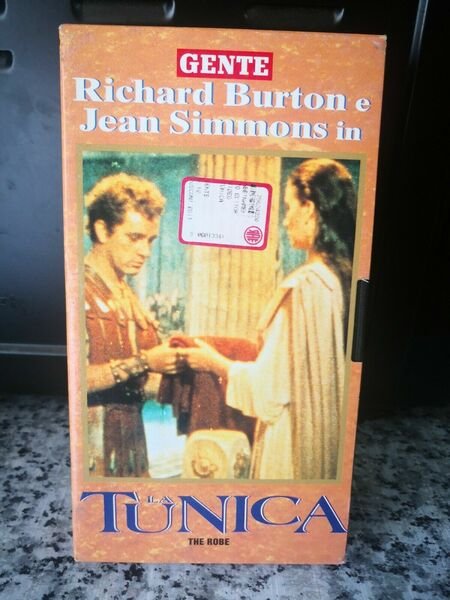 GENTE
Richard Burton e
Jean Simmons in
LA
TUNICA
THE ROBE